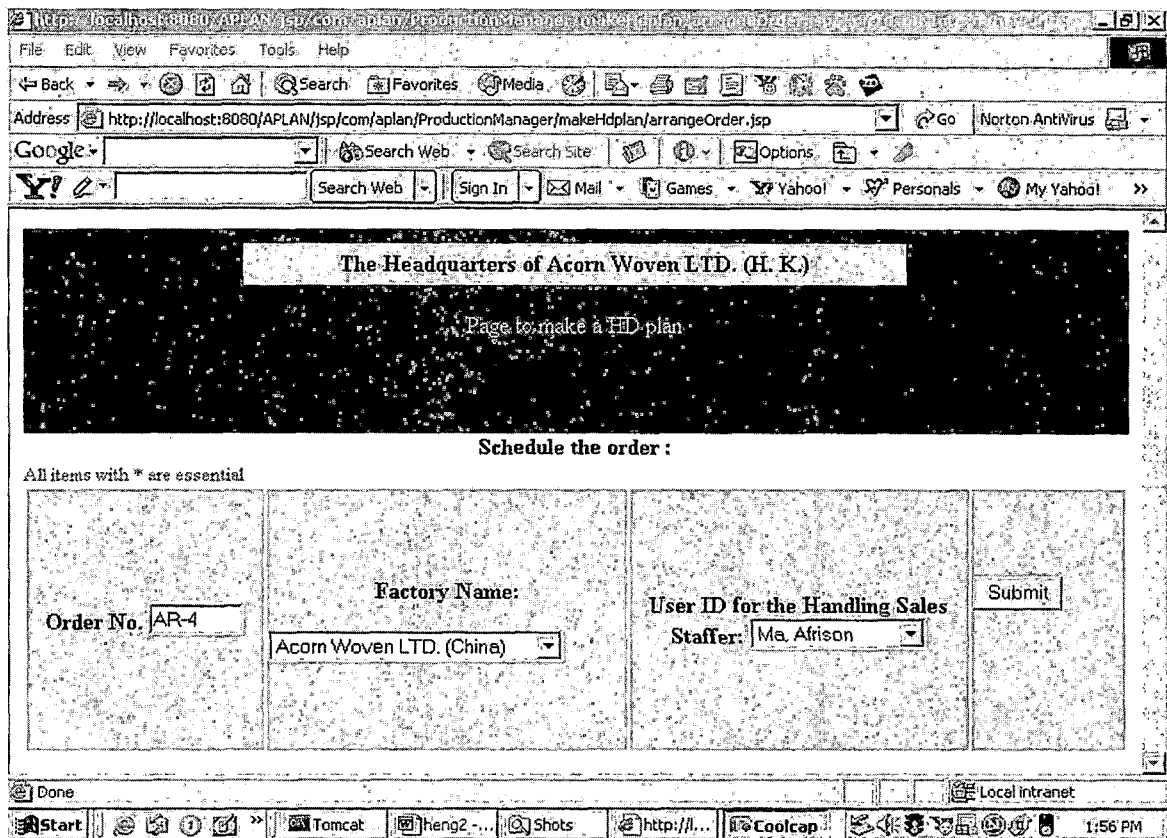 File Edit View Favorites Tools Help
Back Search Favorites Media
Address http://localhost:8080/APLAN/jsp/com/aplan/ProductionManager/makeHdplan/arrangeOrder.jsp Go Norton AntiVirus
Google Search Web Search Site Options
Y! Search Web Sign In Mail Games Yahoo! Personals My Yahoo! »
The Headquarters of Acorn Woven LTD. (H. K.)
Page to make a HD plan
Schedule the order :
All items with * are essential
Order No. AR-4
Factory Name:
Acorn Woven LTD. (China)
User ID for the Handling Sales
Staffer: Ma, Afrison
Submit
Done Local intranet
Start » Tomcat heng2 -... Shots http://l... Coolcap 1:56 PM